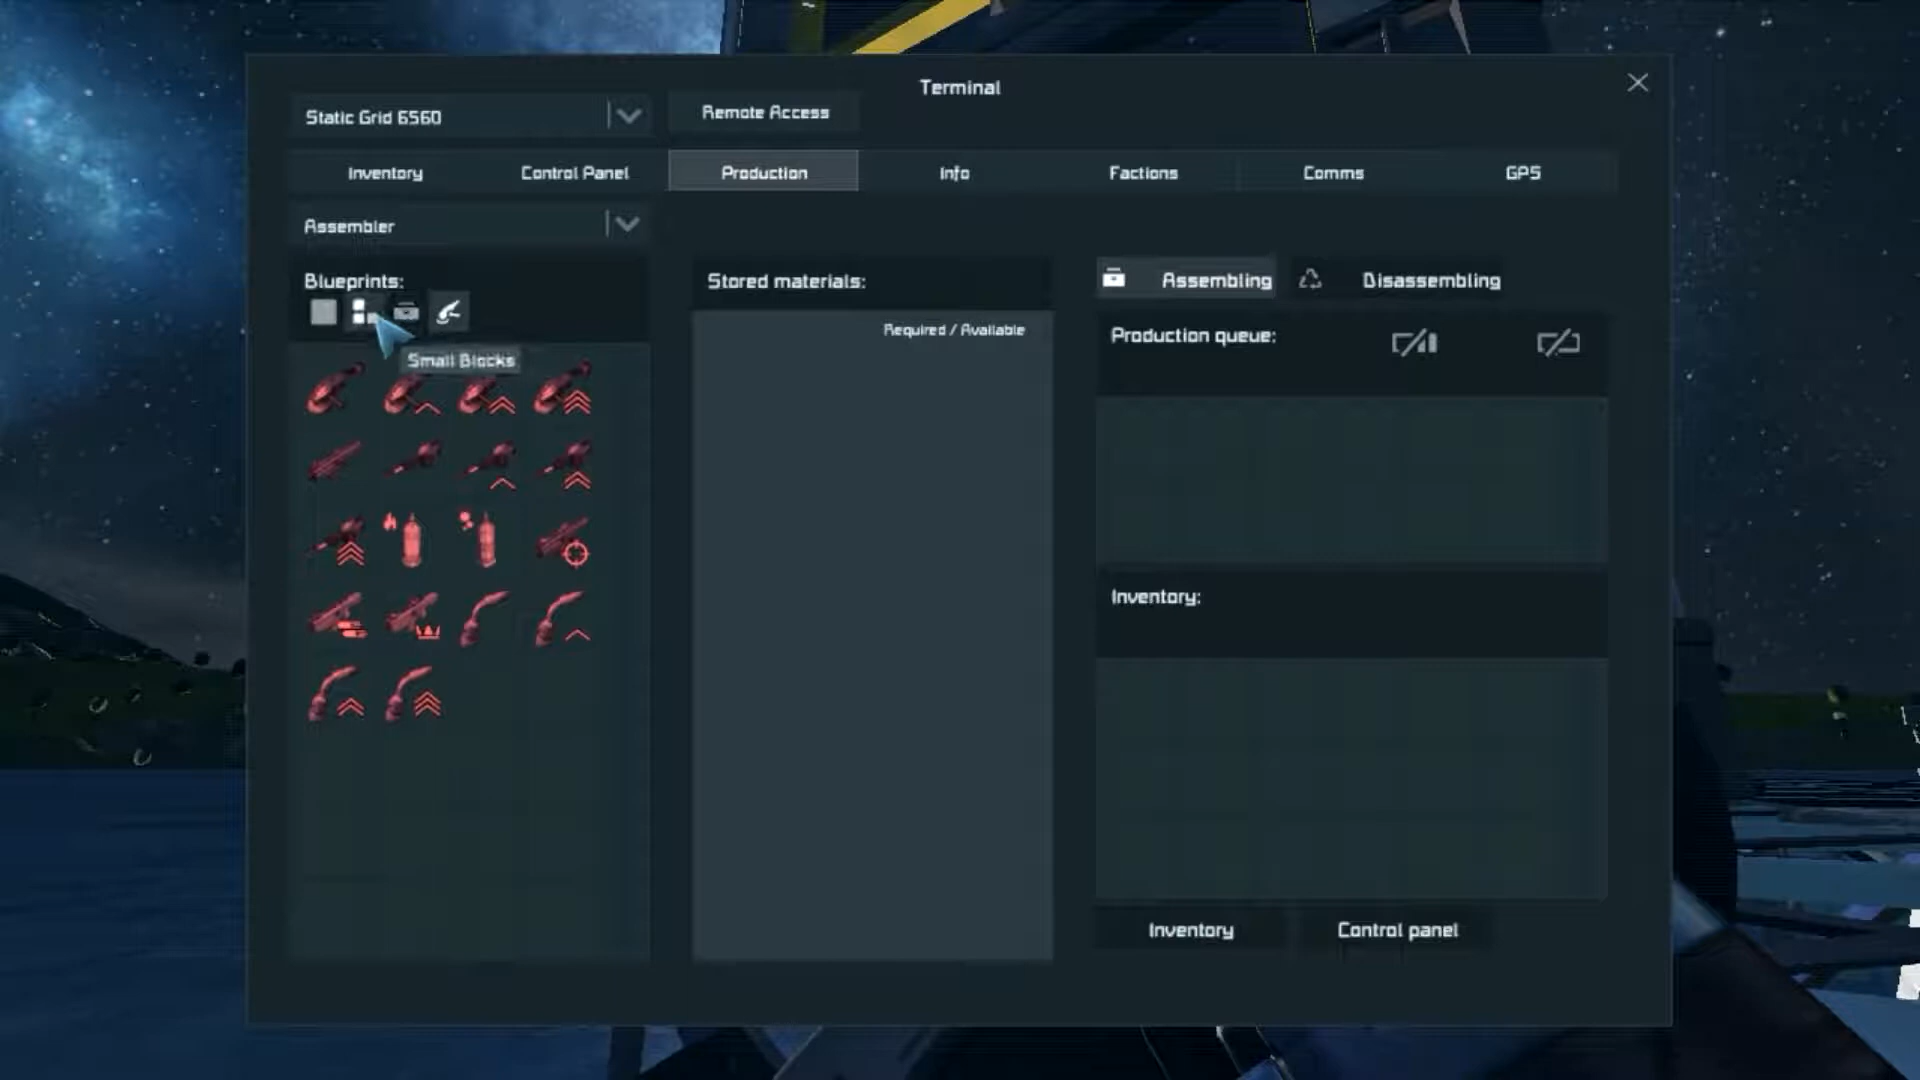 Terminal
Static Grid 6560
Remote Access
Inventory
Control Panel
Production
Info
Factions
Comms
GPS
Assembler
Blueprints:
Small Blocks
Stored materials:
Required / Available
Assembling
Disassembling
Production queue:
Inventory:
Inventory
Control panel